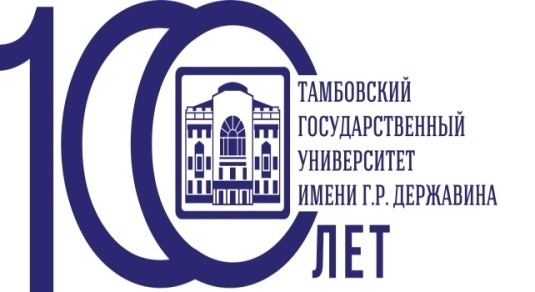 100
ТАМБОВСКИЙ
ГОСУДАРСТВЕННЫЙ
УНИВЕРСИТЕТ
ИМЕНИ Г.Р. ДЕРЖАВИНА
ЛЕТ